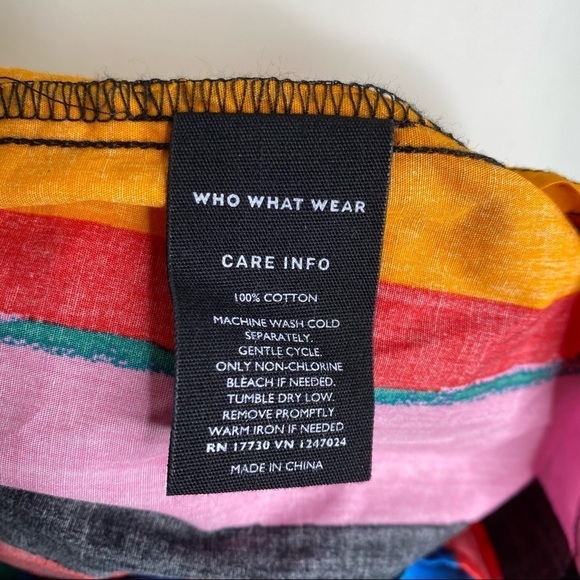 WHO WHAT WEAR
CARE INFO
100% COTTON
MACHINE WASH COLD
SEPARATELY.
GENTLE CYCLE.
ONLY NON-CHLORINE
BLEACH IF NEEDED.
TUMBLE DRY LOW.
REMOVE PROMPTLY
WARM IRON IF NEEDED
RN 17730 VN 1247024
MADE IN CHINA